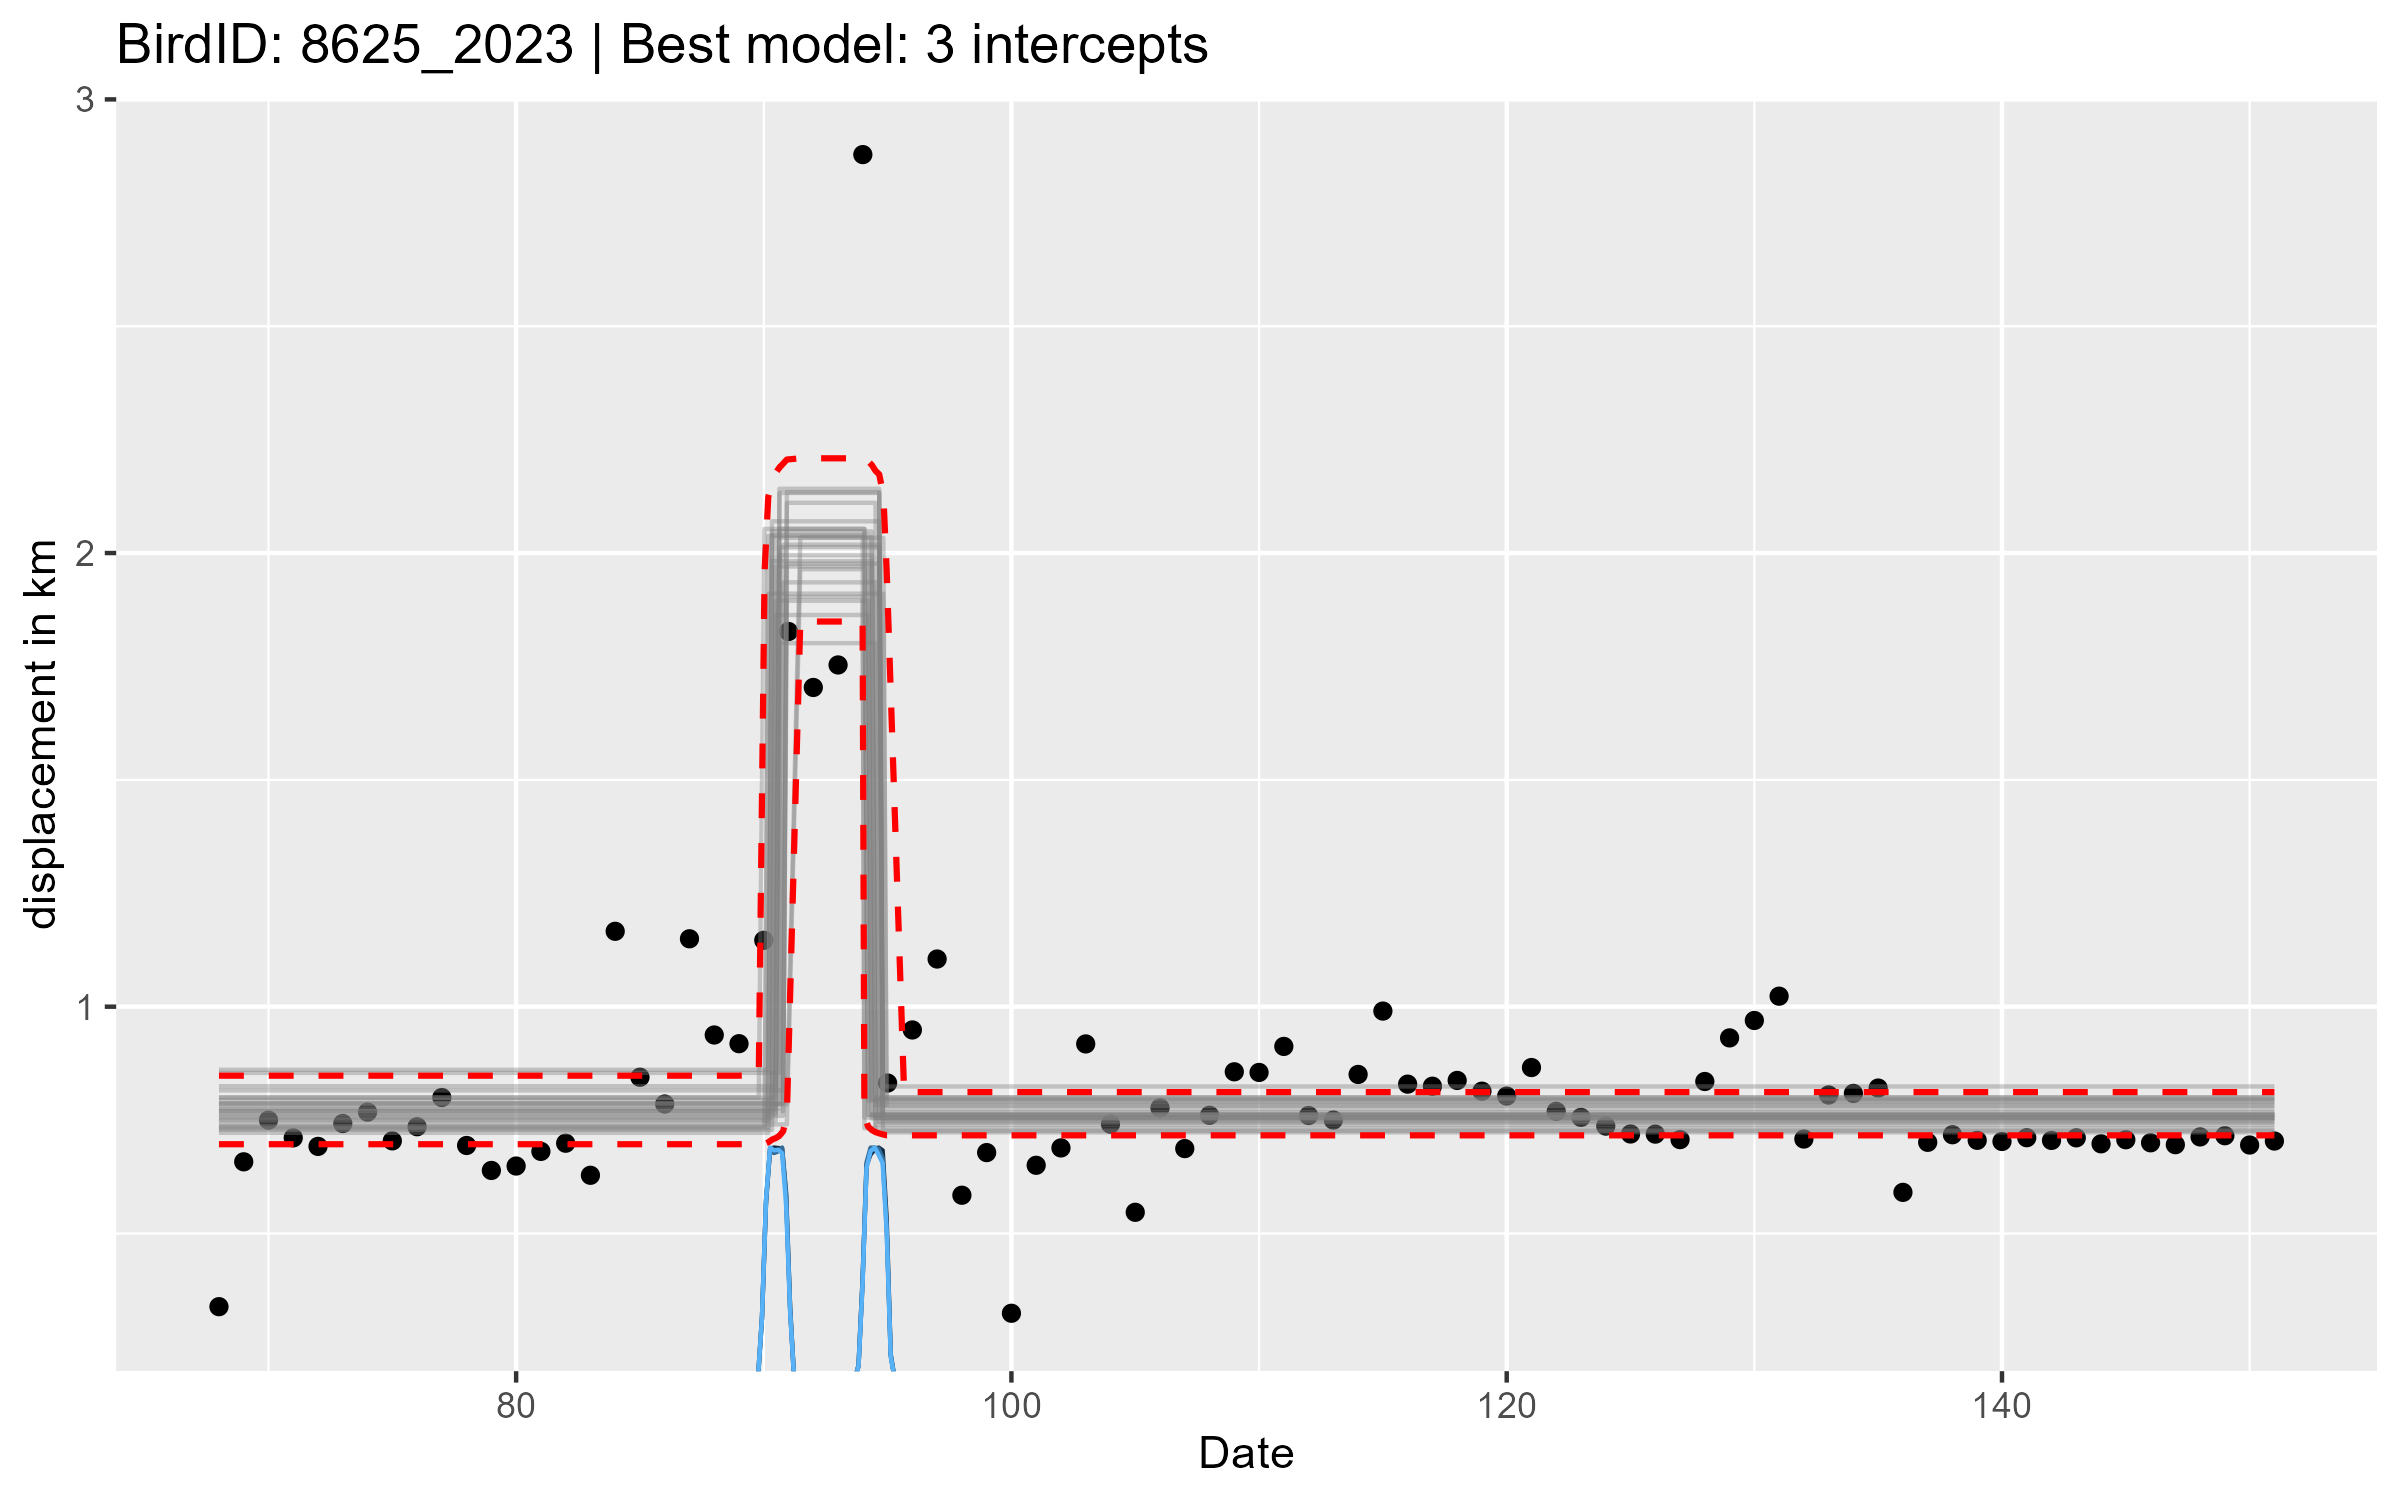 BirdID: 8625_2023 | Best model: 3 intercepts
3
2
1
displacement in km
80 100 120 140
Date